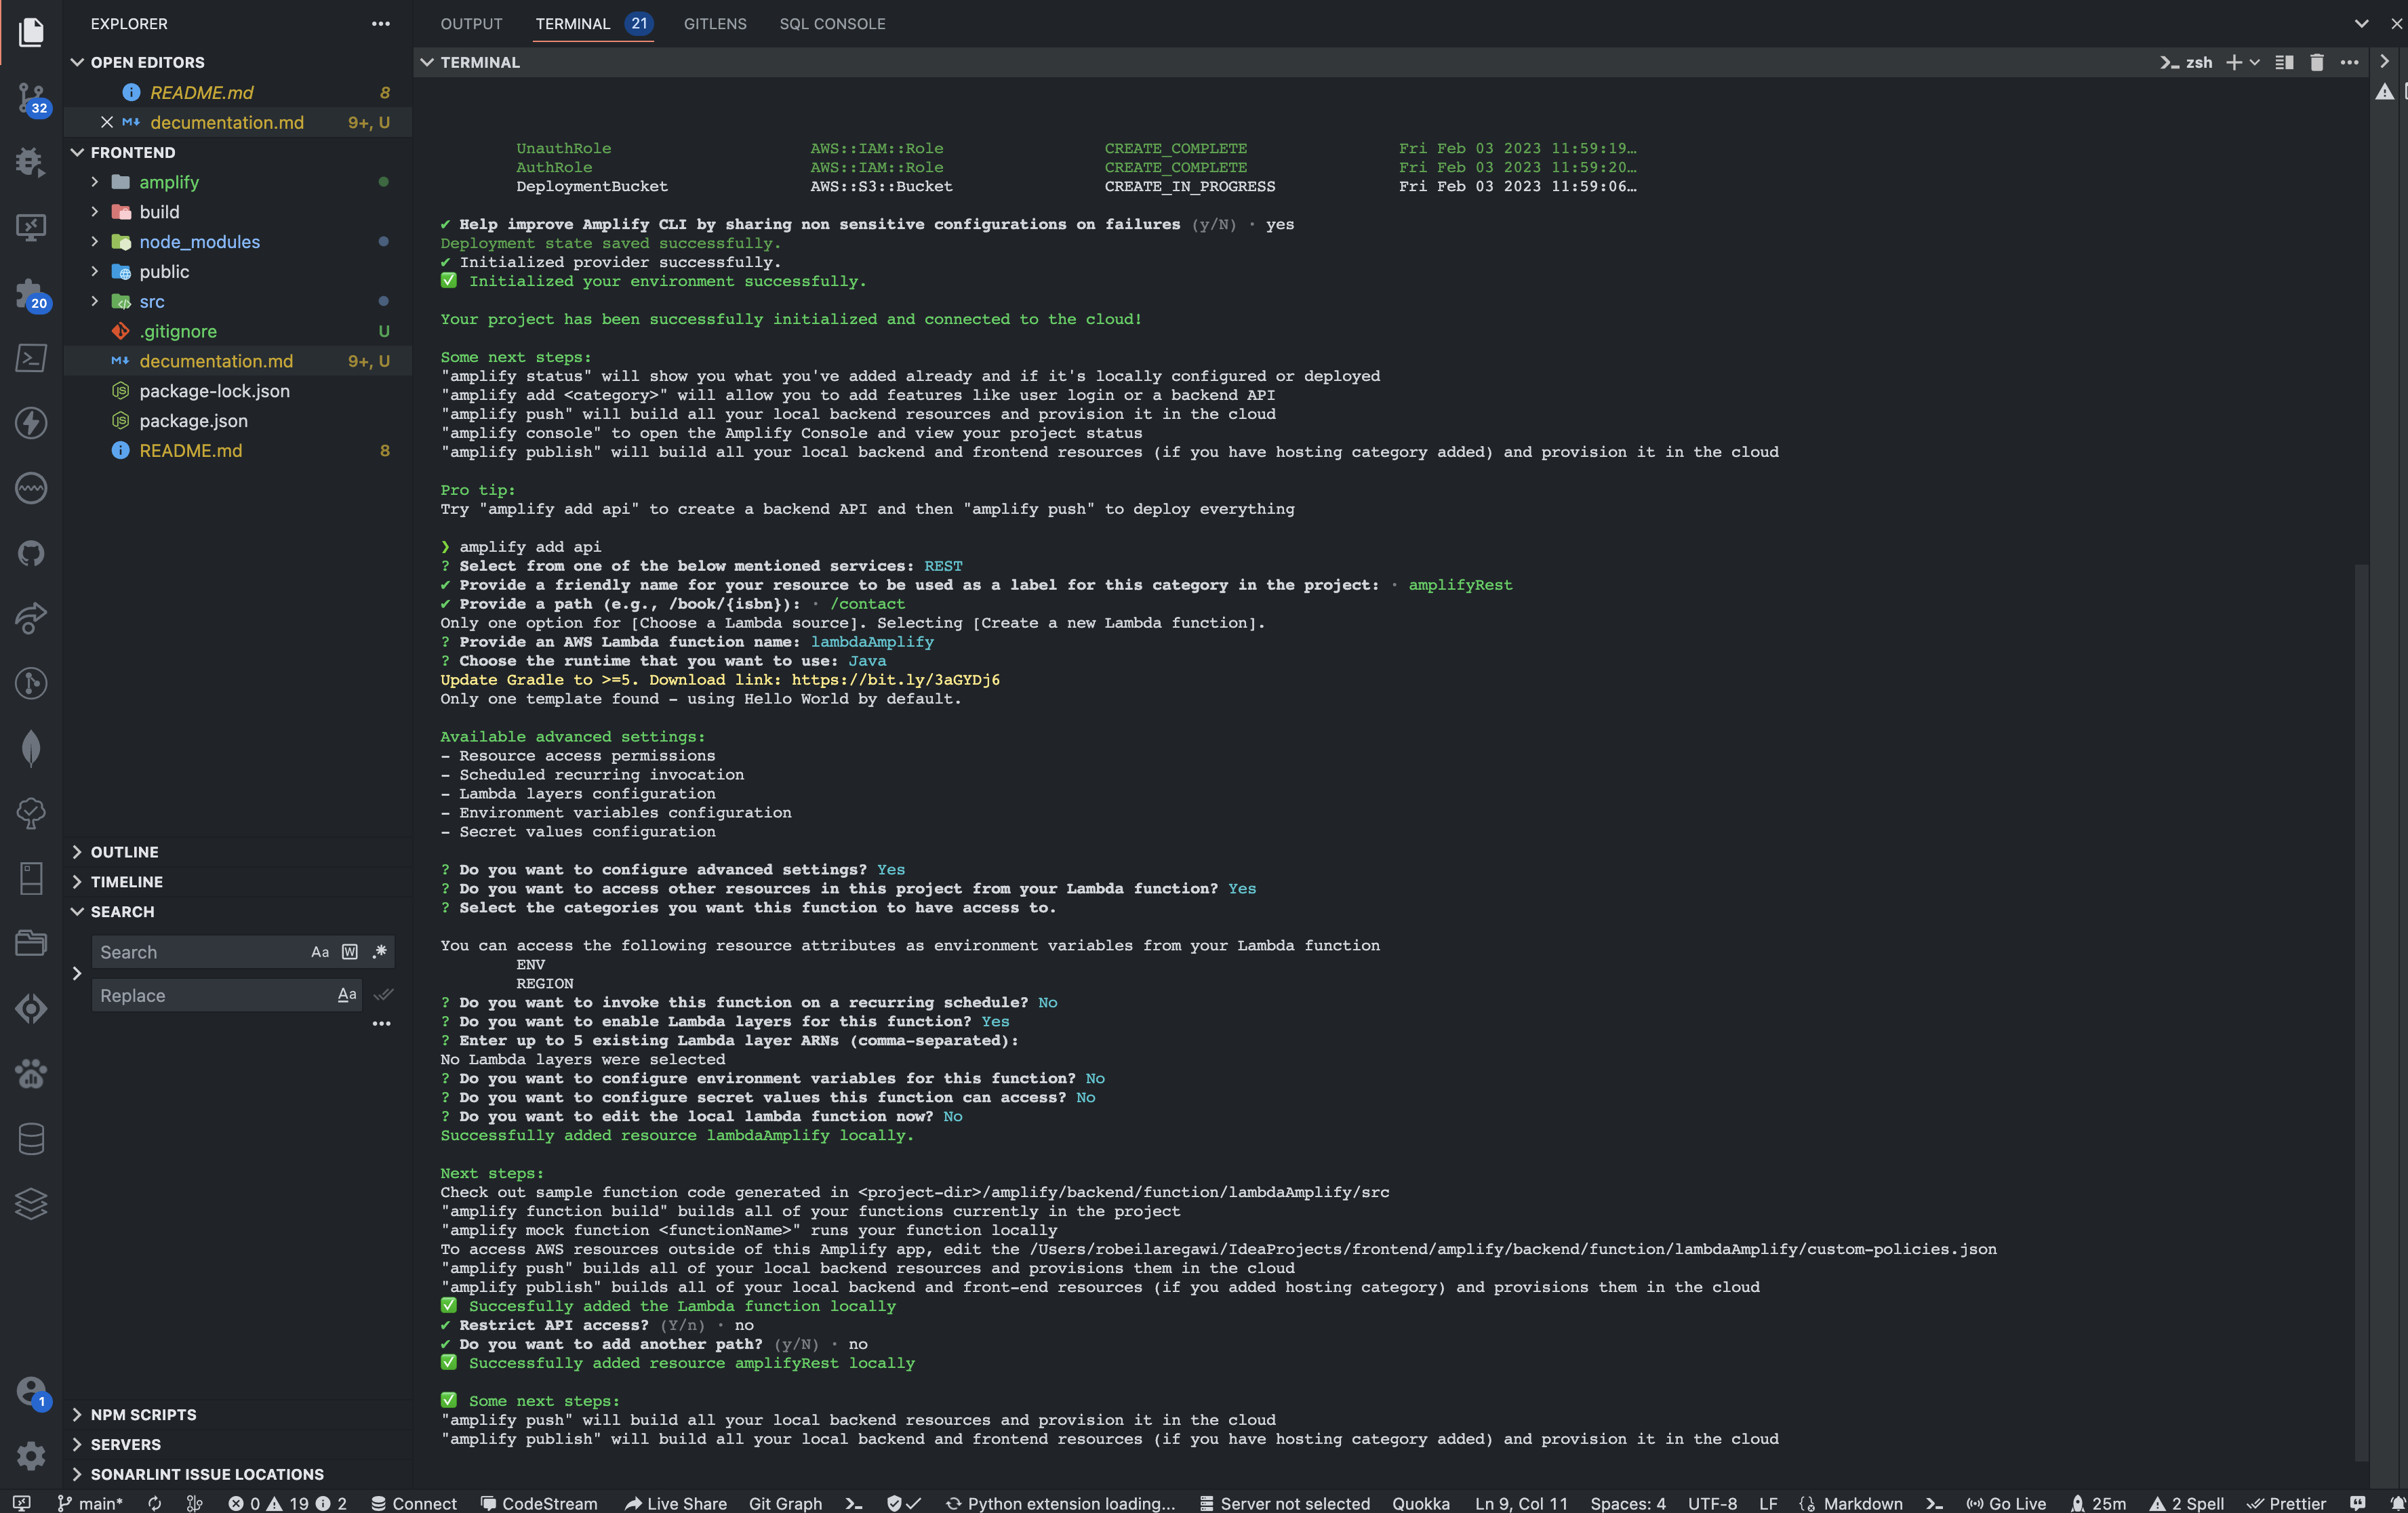 EXPLORER
OPEN EDITORS
README.md 8
documentation.md 9+, U
FRONTEND
amplify
build
node_modules
public
src
.gitignore U
decumentation.md 9+, U
package-lock.json
package.json
README.md 8
OUTLINE
TIMELINE
SEARCH
Search Aa
Replace Aa
NPM SCRIPTS
SERVERS
SONARLINT ISSUE LOCATIONS
32
20
1
OUTPUT TERMINAL 21 GITLENS SQL CONSOLE
TERMINAL zsh
UnauthRole AWS::IAM::Role CREATE_COMPLETE Fri Feb 03 2023 11:59:19…
AuthRole AWS::IAM::Role CREATE_COMPLETE Fri Feb 03 2023 11:59:20…
DeploymentBucket AWS::S3::Bucket CREATE_IN_PROGRESS Fri Feb 03 2023 11:59:06…
✔ Help improve Amplify CLI by sharing non sensitive configurations on failures (y/N) · yes
Deployment state saved successfully.
✔ Initialized provider successfully.
✅ Initialized your environment successfully.
Your project has been successfully initialized and connected to the cloud!
Some next steps:
"amplify status" will show you what you've added already and if it's locally configured or deployed
"amplify add <category>" will allow you to add features like user login or a backend API
"amplify push" will build all your local backend resources and provision it in the cloud
"amplify console" to open the Amplify Console and view your project status
"amplify publish" will build all your local backend and frontend resources (if you have hosting category added) and provision it in the cloud
Pro tip:
Try "amplify add api" to create a backend API and then "amplify push" to deploy everything
❯ amplify add api
? Select from one of the below mentioned services: REST
✔ Provide a friendly name for your resource to be used as a label for this category in the project: · amplifyRest
✔ Provide a path (e.g., /book/{isbn}): · /contact
Only one option for [Choose a Lambda source]. Selecting [Create a new Lambda function].
? Provide an AWS Lambda function name: lambdaAmplify
? Choose the runtime that you want to use: Java
Update Gradle to >=5. Download link: https://bit.ly/3aGYDj6
Only one template found - using Hello World by default.
Available advanced settings:
- Resource access permissions
- Scheduled recurring invocation
- Lambda layers configuration
- Environment variables configuration
- Secret values configuration
? Do you want to configure advanced settings? Yes
? Do you want to access other resources in this project from your Lambda function? Yes
? Select the categories you want this function to have access to.
You can access the following resource attributes as environment variables from your Lambda function
ENV
REGION
? Do you want to invoke this function on a recurring schedule? No
? Do you want to enable Lambda layers for this function? Yes
? Enter up to 5 existing Lambda layer ARNs (comma-separated):
No Lambda layers were selected
? Do you want to configure environment variables for this function? No
? Do you want to configure secret values this function can access? No
? Do you want to edit the local lambda function now? No
Successfully added resource lambdaAmplify locally.
Next steps:
Check out sample function code generated in <project-dir>/amplify/backend/function/lambdaAmplify/src
"amplify function build" builds all of your functions currently in the project
"amplify mock function <functionName>" runs your function locally
To access AWS resources outside of this Amplify app, edit the /Users/robeilaregawi/IdeaProjects/frontend/amplify/backend/function/lambdaAmplify/custom-policies.json
"amplify push" builds all of your local backend resources and provisions them in the cloud
"amplify publish" builds all of your local backend and front-end resources (if you added hosting category) and provisions them in the cloud
✅ Succesfully added the Lambda function locally
✔ Restrict API access? (Y/n) · no
✔ Do you want to add another path? (y/N) · no
✅ Successfully added resource amplifyRest locally
✅ Some next steps:
"amplify push" will build all your local backend resources and provision it in the cloud
"amplify publish" will build all your local backend and frontend resources (if you have hosting category added) and provision it in the cloud
main* 0 19 2 Connect CodeStream Live Share Git Graph Python extension loading... Server not selected Quokka Ln 9, Col 11 Spaces: 4 UTF-8 LF Markdown Go Live 25m 2 Spell Prettier